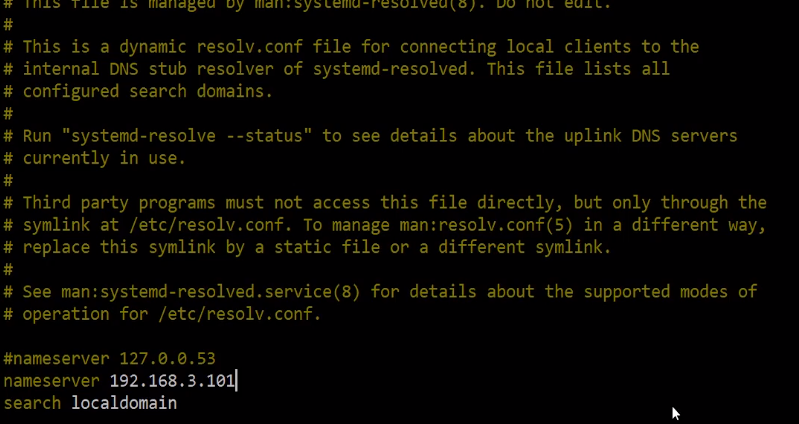 # This file is managed by man:systemd-resolved(8). Do not edit.
#
# This is a dynamic resolv.conf file for connecting local clients to the
# internal DNS stub resolver of systemd-resolved. This file lists all
# configured search domains.
#
# Run "systemd-resolve --status" to see details about the uplink DNS servers
# currently in use.
#
# Third party programs must not access this file directly, but only through the
# symlink at /etc/resolv.conf. To manage man:resolv.conf(5) in a different way,
# replace this symlink by a static file or a different symlink.
#
# See man:systemd-resolved.service(8) for details about the supported modes of
# operation for /etc/resolv.conf.
#nameserver 127.0.0.53
nameserver 192.168.3.101
search localdomain